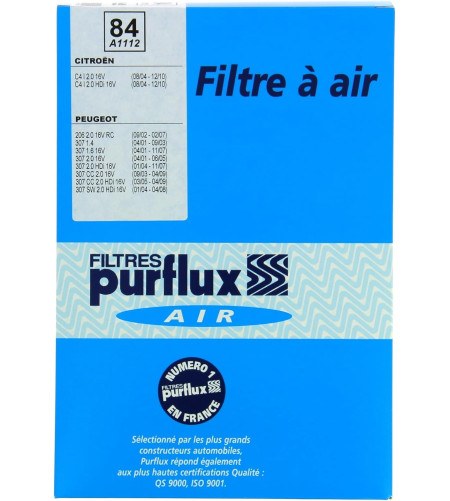 84
A1112
CITROËN
C4 I 2.0 16V (08/04 - 12/10)
C4 I 2.0 HDi 16V (08/04 - 12/10)
PEUGEOT
206 2.0 16V RC (09/02 - 02/07)
307 1.4 (04/01 - 09/03)
307 1.6 16V (04/01 - 11/07)
307 2.0 16V (04/01 - 06/05)
307 2.0 HDi 16V (01/04 - 11/07)
307 CC 2.0 16V (09/03 - 04/09)
307 CC 2.0 HDi 16V (03/05 - 04/09)
307 SW 2.0 HDi 16V (01/04 - 04/08)
Filtre à air
FILTRES
purflux
AIR
NUMERO 1
FILTRES
purflux
EN FRANCE
Sélectionné par les plus grands
constructeurs automobiles,
Purflux répond également
aux plus hautes certifications Qualité :
QS 9000, ISO 9001.